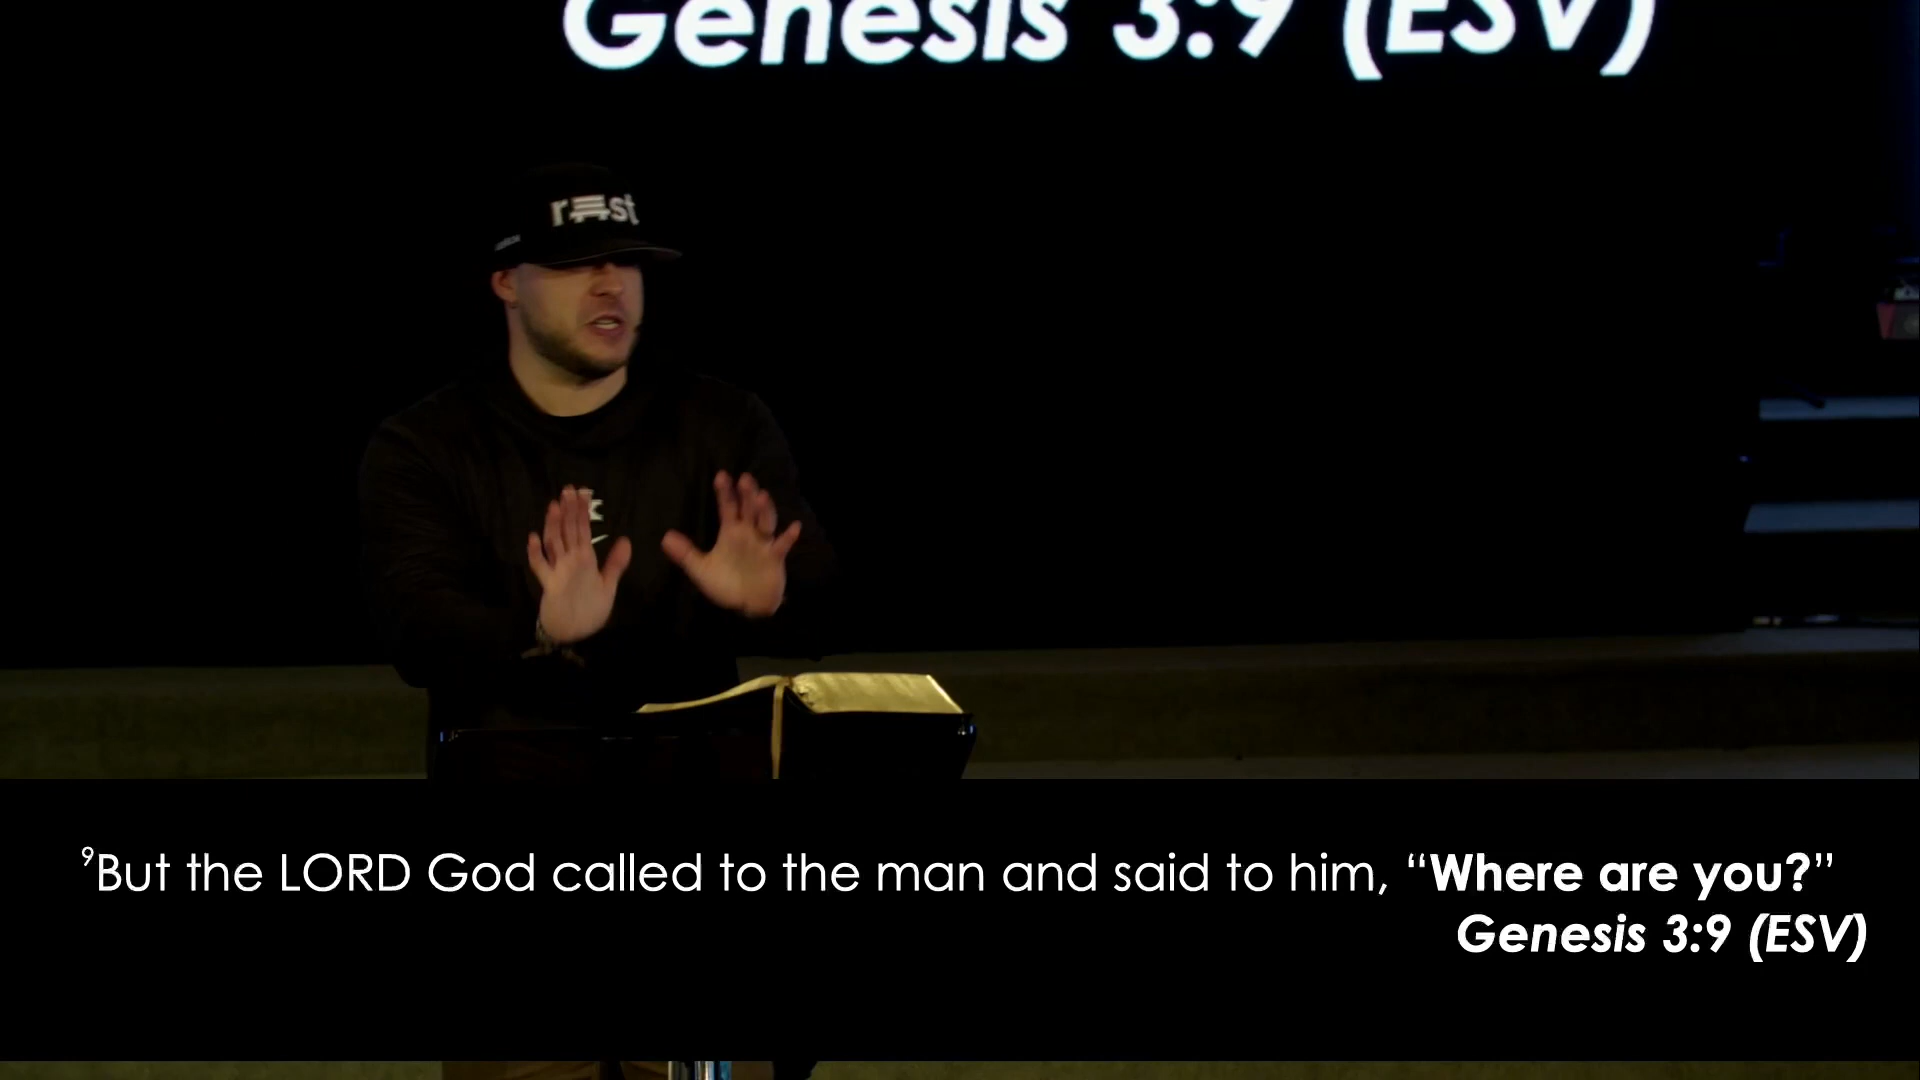 Genesis 3:9 (ESV)
⁹But the LORD God called to the man and said to him, “Where are you?”
Genesis 3:9 (ESV)